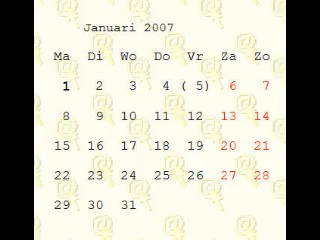 Januari 2007
Ma Di Wo Do Vr Za Zo
1 2 3 4 ( 5) 6 7
8 9 10 11 12 13 14
15 16 17 18 19 20 21
22 23 24 25 26 27 28
29 30 31